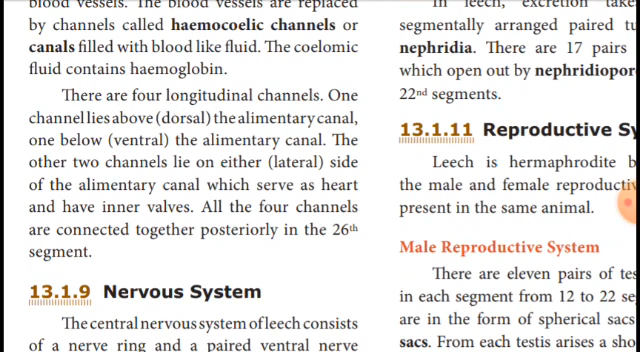 blood vessels. The blood vessels are replaced
by channels called haemocoelic channels or
canals filled with blood like fluid. The coelomic
fluid contains haemoglobin.
There are four longitudinal channels. One
channel lies above (dorsal) the alimentary canal,
one below (ventral) the alimentary canal. The
other two channels lie on either (lateral) side
of the alimentary canal which serve as heart
and have inner valves. All the four channels
are connected together posteriorly in the 26th
segment.
13.1.9 Nervous System
The central nervous system of leech consists
of a nerve ring and a paired ventral nerve
In leech, excretion take
segmentally arranged paired tu
nephridia. There are 17 pairs
which open out by nephridiopor
22nd segments.
13.1.11 Reproductive Sy
Leech is hermaphrodite b
the male and female reproductiv
present in the same animal.
Male Reproductive System
There are eleven pairs of tes
in each segment from 12 to 22 se
are in the form of spherical sacs
sacs. From each testis arises a sho